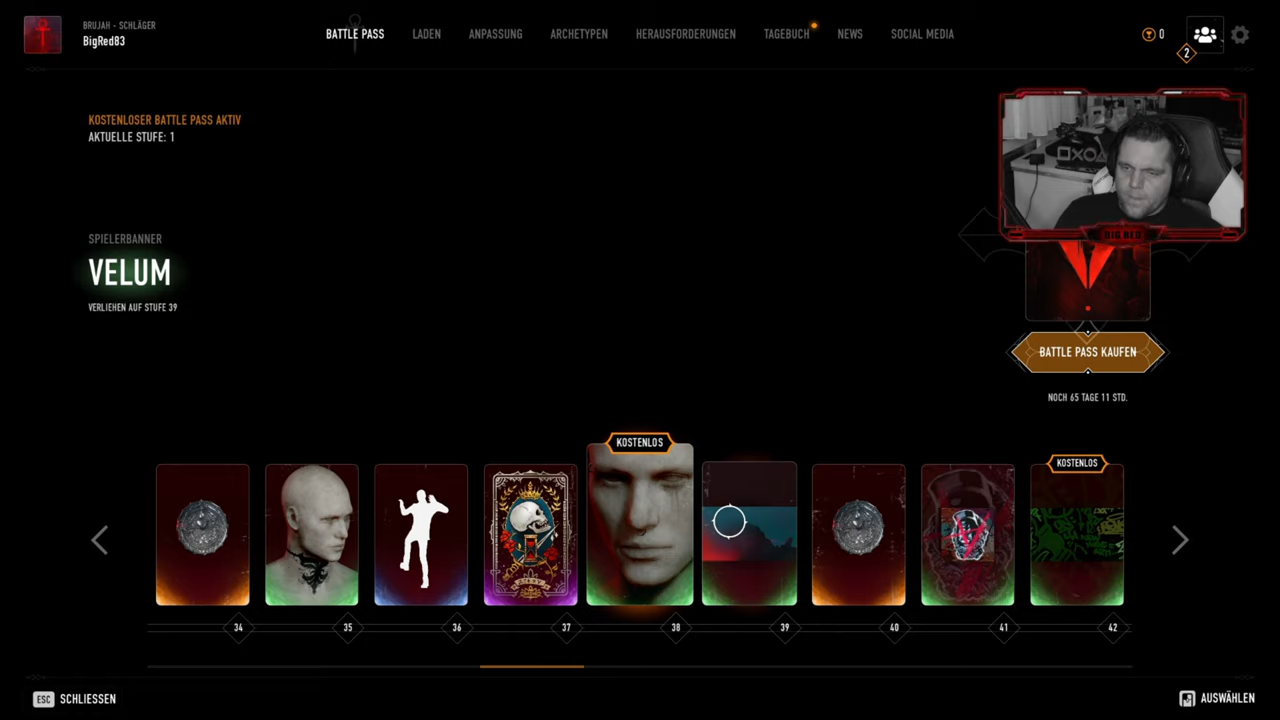 BRUJAH - SCHLÄGER
BigRed83
BATTLE PASS
LADEN
ANPASSUNG
ARCHETYPEN
HERAUSFORDERUNGEN
TAGEBUCH
NEWS
SOCIAL MEDIA
0
2
KOSTENLOSER BATTLE PASS AKTIV
AKTUELLE STUFE: 1
BIG RED
SPIELERBANNER
VELUM
VERLIEHEN AUF STUFE 39
BATTLE PASS KAUFEN
NOCH 65 TAGE 11 STD.
KOSTENLOS
KOSTENLOS
34
35
36
37
38
39
40
41
42
ESC SCHLIESSEN
AUSWÄHLEN